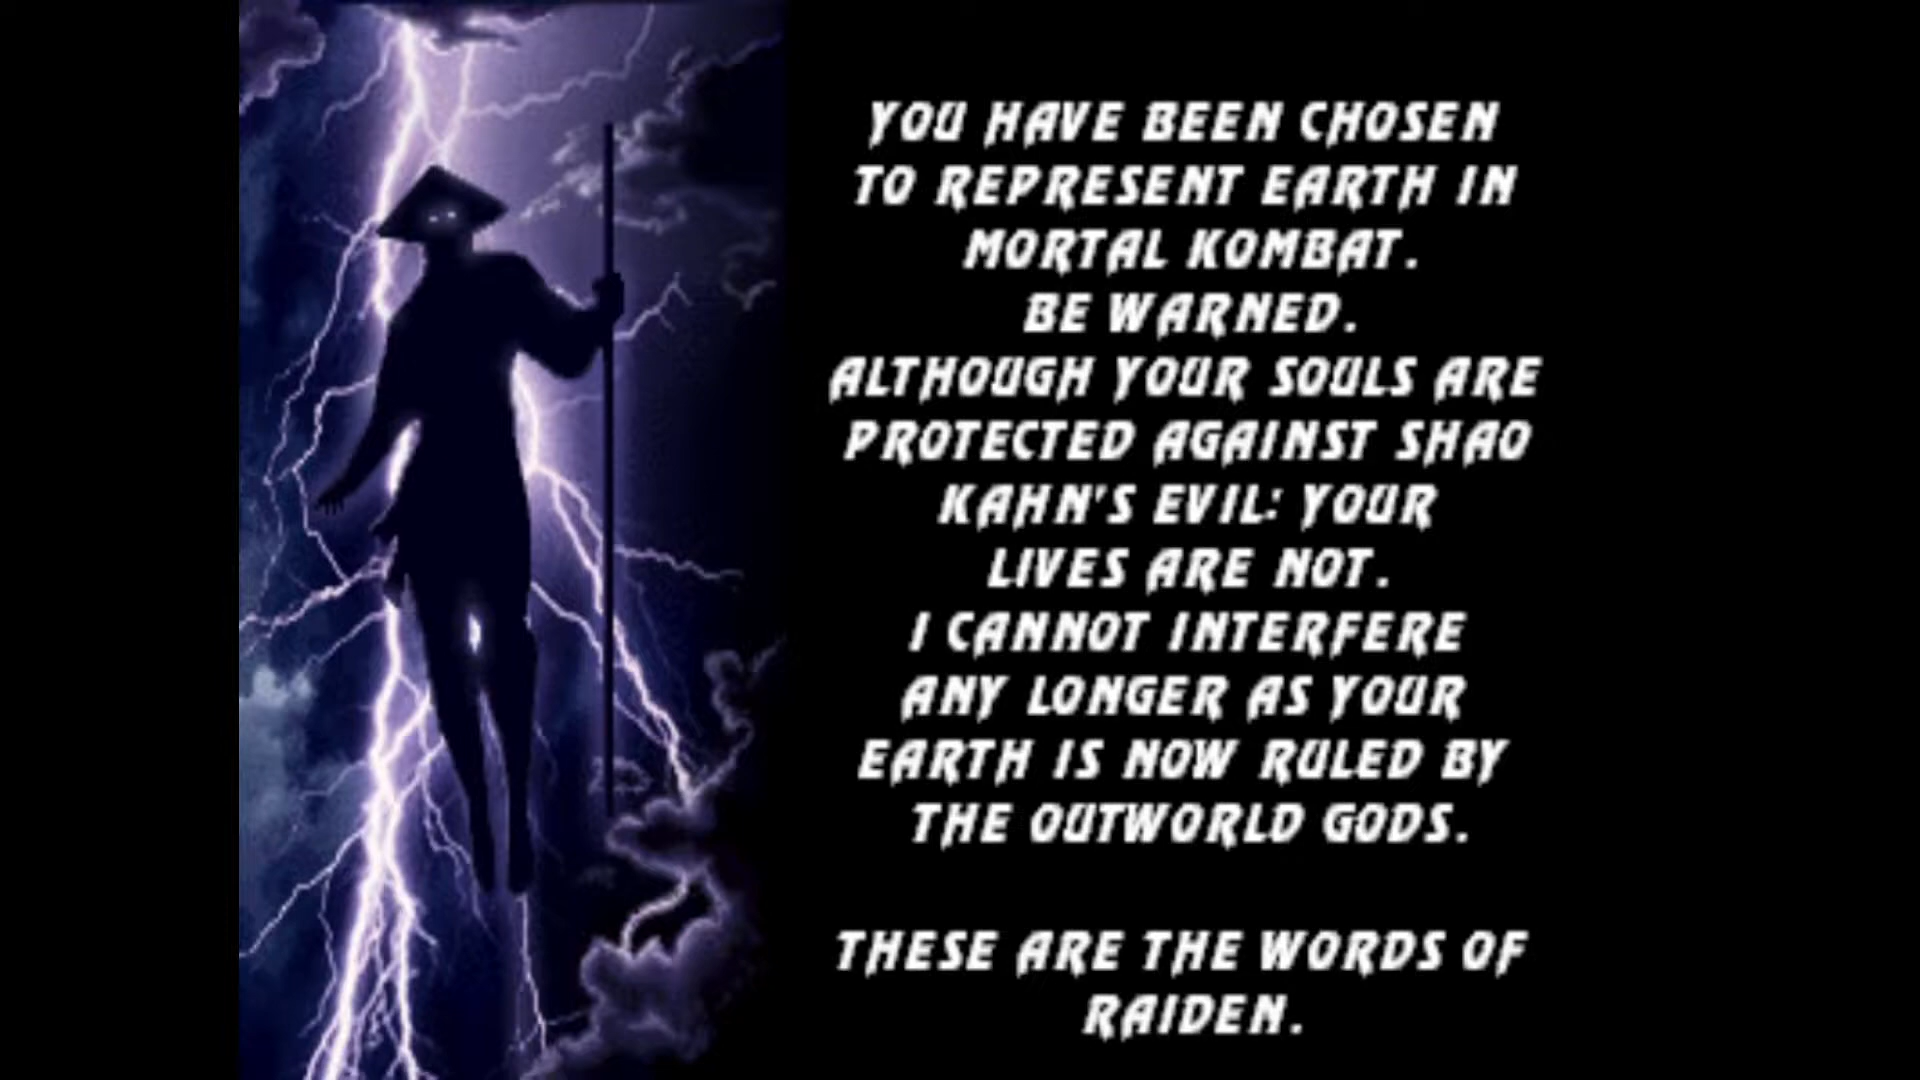 YOU HAVE BEEN CHOSEN
TO REPRESENT EARTH IN
MORTAL KOMBAT.
BE WARNED.
ALTHOUGH YOUR SOULS ARE
PROTECTED AGAINST SHAO
KAHN'S EVIL: YOUR
LIVES ARE NOT.
I CANNOT INTERFERE
ANY LONGER AS YOUR
EARTH IS NOW RULED BY
THE OUTWORLD GODS.
THESE ARE THE WORDS OF
RAIDEN.